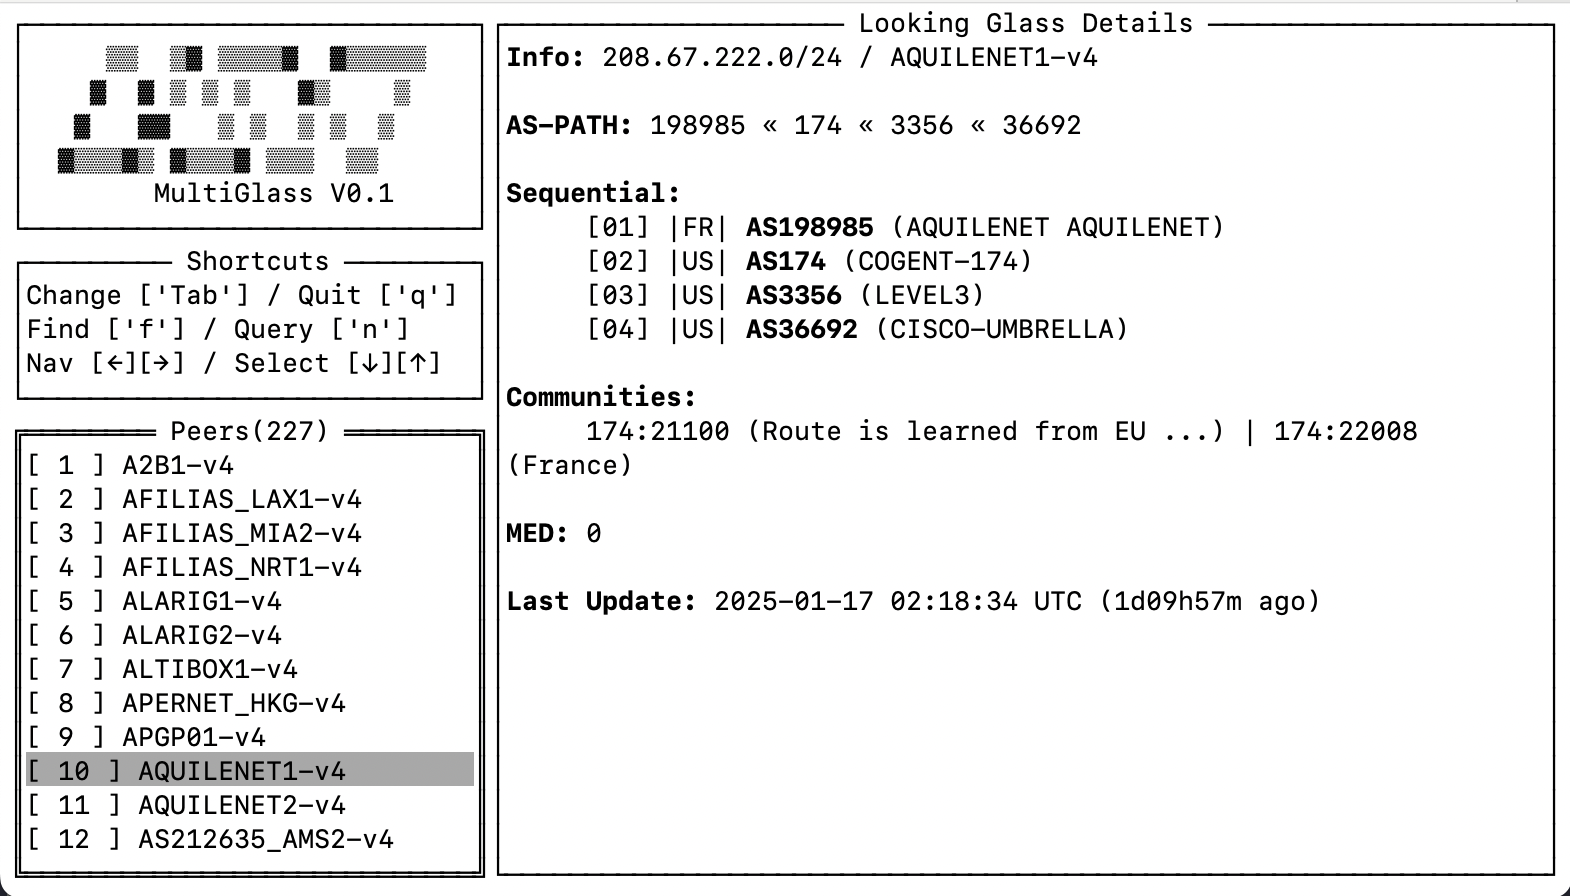 MultiGlass V0.1
Shortcuts
Change ['Tab'] / Quit ['q']
Find ['f'] / Query ['n']
Nav [←][→] / Select [↓][↑]
Peers(227)
[ 1 ] A2B1-v4
[ 2 ] AFILIAS_LAX1-v4
[ 3 ] AFILIAS_MIA2-v4
[ 4 ] AFILIAS_NRT1-v4
[ 5 ] ALARIG1-v4
[ 6 ] ALARIG2-v4
[ 7 ] ALTIBOX1-v4
[ 8 ] APERNET_HKG-v4
[ 9 ] APGP01-v4
[ 10 ] AQUILENET1-v4
[ 11 ] AQUILENET2-v4
[ 12 ] AS212635_AMS2-v4
Looking Glass Details
Info: 208.67.222.0/24 / AQUILENET1-v4
AS-PATH: 198985 « 174 « 3356 « 36692
Sequential:
[01] |FR| AS198985 (AQUILENET AQUILENET)
[02] |US| AS174 (COGENT-174)
[03] |US| AS3356 (LEVEL3)
[04] |US| AS36692 (CISCO-UMBRELLA)
Communities:
174:21100 (Route is learned from EU ...) | 174:22008
(France)
MED: 0
Last Update: 2025-01-17 02:18:34 UTC (1d09h57m ago)